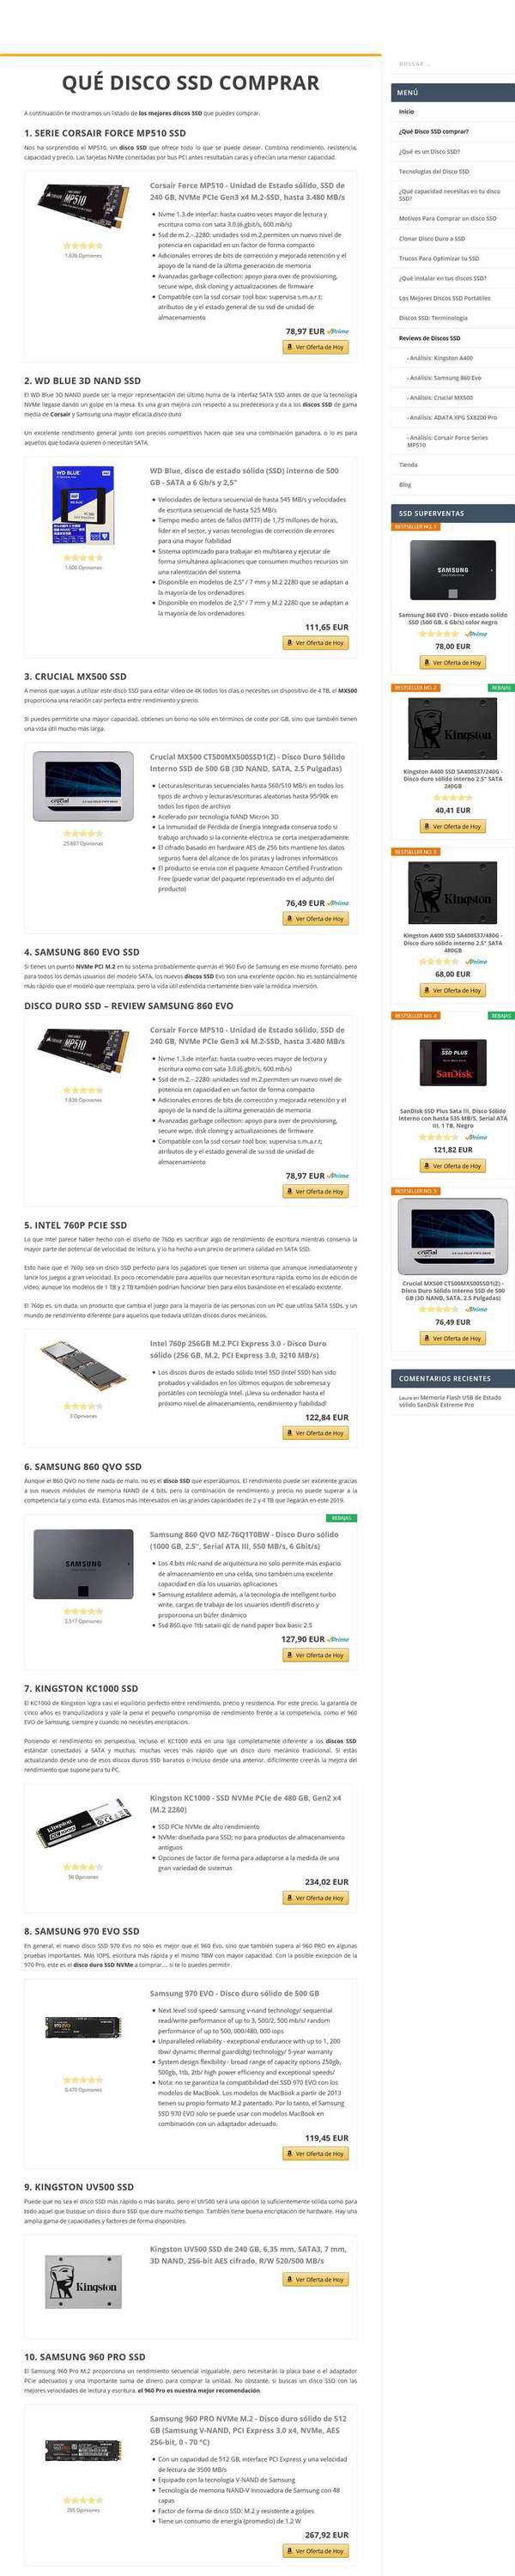 QUÉ DISCO SSD COMPRAR
A continuación te mostramos un listado de los mejores discos SSD que puedes comprar.
1. SERIE CORSAIR FORCE MP510 SSD
Nos ha sorprendido el MP510, un disco SSD que ofrece todo lo que se puede desear. Combina rendimiento, resistencia,
capacidad y precio. Las tarjetas NVMe conectadas por bus PCI antes resultaban caras y ofrecían una menor capacidad.
Corsair Force MP510 - Unidad de Estado sólido, SSD de
240 GB, NVMe PCIe Gen3 x4 M.2-SSD, hasta 3.480 MB/s
Nvme 1.3.de interfaz: hasta cuatro veces mayor de lectura y
escritura como con sata 3.0.(6.gbit/s, 600.mb/s)
Ssd de m.2.–.2280: unidades ssd m.2.permiten un nuevo nivel de
potencia en capacidad en un factor de forma compacto
Adicionales errores de bits de corrección y mejorada retención y el
apoyo de la nand de la última generación de memoria
Avanzadas garbage collection: apoyo para over de provisioning,
secure wipe, disk cloning y actualizaciones de firmware
Compatible con la ssd corsair tool box: supervisa s.m.a.r.t;
atributos de y el estado general de su ssd de unidad de
almacenamiento
1.836 Opiniones
78,97 EUR Prime
Ver Oferta de Hoy
2. WD BLUE 3D NAND SSD
El WD Blue 3D NAND puede ser la mejor representación del último hurra de la interfaz SATA SSD antes de que la tecnología
NVMe llegase dando un golpe en la mesa. Es una gran mejora con respecto a su predecesora y da a los discos SSD de gama
media de Corsair y Samsung una mayor eficacia.disco duro
Un excelente rendimiento general junto con precios competitivos hacen que sea una combinación ganadora, o lo es para
aquellos que todavía quieren o necesitan SATA.
WD Blue, disco de estado sólido (SSD) interno de 500
GB - SATA a 6 Gb/s y 2,5"
Velocidades de lectura secuencial de hasta 545 MB/s y velocidades
de escritura secuencial de hasta 525 MB/s
Tiempo medio antes de fallos (MTTF) de 1,75 millones de horas,
líder en el sector, y varias tecnologías de corrección de errores
para una mayor fiabilidad
Sistema optimizado para trabajar en multitarea y ejecutar de
forma simultánea aplicaciones que consumen muchos recursos sin
una ralentización del sistema
Disponible en modelos de 2,5" / 7 mm y M.2 2280 que se adaptan a
la mayoría de los ordenadores
Disponible en modelos de 2,5" / 7 mm y M.2 2280 que se adaptan a
la mayoría de los ordenadores
1.600 Opiniones
111,65 EUR
Ver Oferta de Hoy
3. CRUCIAL MX500 SSD
A menos que vayas a utilizar este disco SSD para editar vídeo de 4K todos los días o necesites un dispositivo de 4 TB, el MX500
proporciona una relación casi perfecta entre rendimiento y precio.
Si puedes permitirte una mayor capacidad, obtienes un bono no sólo en términos de coste por GB, sino que también tienen
una vida útil mucho más larga.
Crucial MX500 CT500MX500SSD1(Z) - Disco Duro Sólido
Interno SSD de 500 GB (3D NAND, SATA, 2.5 Pulgadas)
Lecturas/escrituras secuenciales hasta 560/510 MB/s en todos los
tipos de archivo y lecturas/escrituras aleatorias hasta 95/90k en
todos los tipos de archivo
Acelerado por tecnología NAND Micron 3D
La Inmunidad de Pérdida de Energía Integrada conserva todo si
trabajo archivado si la corriente eléctrica se corta inesperadamente
El cifrado basado en hardware AES de 256 bits mantiene los datos
seguros fuera del alcance de los piratas y ladrones informáticos
El producto se envía con el paquete Amazon Certified Frustration
Free (puede variar del paquete representado en el adjunto del
producto)
25.687 Opiniones
76,49 EUR Prime
Ver Oferta de Hoy
4. SAMSUNG 860 EVO SSD
Si tienes un puerto NVMe PCI M.2 en tu sistema probablemente querrás el 960 Evo de Samsung en ese mismo formato, pero
para todos los demás usuarios del modelo SATA, los nuevos discos SSD Evo son una excelente opción. No es sustancialmente
más rápido que el modelo que reemplaza, pero la vida útil extendida ciertamente bien vale la módica inversión.
DISCO DURO SSD – REVIEW SAMSUNG 860 EVO
Corsair Force MP510 - Unidad de Estado sólido, SSD de
240 GB, NVMe PCIe Gen3 x4 M.2-SSD, hasta 3.480 MB/s
Nvme 1.3.de interfaz: hasta cuatro veces mayor de lectura y
escritura como con sata 3.0.(6.gbit/s, 600.mb/s)
Ssd de m.2.–.2280: unidades ssd m.2.permiten un nuevo nivel de
potencia en capacidad en un factor de forma compacto
Adicionales errores de bits de corrección y mejorada retención y el
apoyo de la nand de la última generación de memoria
Avanzadas garbage collection: apoyo para over de provisioning,
secure wipe, disk cloning y actualizaciones de firmware
Compatible con la ssd corsair tool box: supervisa s.m.a.r.t;
atributos de y el estado general de su ssd de unidad de
almacenamiento
1.836 Opiniones
78,97 EUR Prime
Ver Oferta de Hoy
5. INTEL 760P PCIE SSD
Lo que Intel parece haber hecho con el diseño de 760p es sacrificar algo de rendimiento de escritura mientras conserva la
mayor parte del potencial de velocidad de lectura, y lo ha hecho a un precio de primera calidad en SATA SSD.
Esto hace que el 760p sea un disco SSD perfecto para los jugadores que tienen un sistema que arranque inmediatamente y
lance los juegos a gran velocidad. Es poco recomendable para aquellos que necesitan escritura rápida, como los de edición de
vídeo, aunque los modelos de 1 TB y 2 TB también podrían funcionar bien para ellos basándose en el escalado existente.
El 760p es, sin duda, un producto que cambia el juego para la mayoría de las personas con un PC que utiliza SATA SSDs, y un
mundo de rendimiento diferente para aquellos que todavía utilizan discos duros mecánicos.
Intel 760p 256GB M.2 PCI Express 3.0 - Disco Duro
sólido (256 GB, M.2, PCI Express 3.0, 3210 MB/s)
Los discos duros de estado sólido Intel SSD (Intel SSD) han sido
probados y validados en los últimos equipos de sobremesa y
portátiles con tecnología Intel. ¡Lleva su ordenador hasta el
próximo nivel de almacenamiento, rendimiento y fiabilidad!
3 Opiniones
122,84 EUR
Ver Oferta de Hoy
6. SAMSUNG 860 QVO SSD
Aunque el 860 QVO no tiene nada de malo, no es el disco SSD que esperábamos. El rendimiento puede ser excelente gracias
a sus nuevos módulos de memoria NAND de 4 bits, pero la combinación de rendimiento y precio no puede superar a la
competencia tal y como está. Estamos más interesados en las grandes capacidades de 2 y 4 TB que llegarán en este 2019.
REBAJAS
Samsung 860 QVO MZ-76Q1T0BW - Disco Duro sólido
(1000 GB, 2.5", Serial ATA III, 550 MB/s, 6 Gbit/s)
Los 4.bits mlc nand de arquitectura no solo permite más espacio
de almacenamiento en una celda, sino también una excelente
capacidad en día los usuarios aplicaciones
Samsung establece además, a la tecnología de intelligent turbo
write, cargas de trabajo de los usuarios identifi discreto y
proporciona un búfer dinámico
Ssd 860.qvo 1tb sataiii qlc de nand paper box basic 2.5
3.517 Opiniones
127,90 EUR Prime
Ver Oferta de Hoy
7. KINGSTON KC1000 SSD
El KC1000 de Kingston logra casi el equilibrio perfecto entre rendimiento, precio y resistencia. Por este precio, la garantía de
cinco años es tranquilizadora y vale la pena el pequeño compromiso de rendimiento frente a la competencia, como el 960
EVO de Samsung, siempre y cuando no necesites encriptación.
Poniendo el rendimiento en perspectiva, incluso el KC1000 está en una liga completamente diferente a los discos SSD
estándar conectados a SATA y muchas, muchas veces más rápido que un disco duro mecánico tradicional. Si estás
actualizando desde uno de esos discos duros SSD baratos o incluso desde una anterior, difícilmente creerás la mejora del
rendimiento que supone para tu PC.
Kingston KC1000 - SSD NVMe PCIe de 480 GB, Gen2 x4
(M.2 2280)
SSD PCIe NVMe de alto rendimiento
NVMe: diseñada para SSD; no para productos de almacenamiento
antiguos
Opciones de factor de forma para adaptarse a la medida de una
gran variedad de sistemas
56 Opiniones
234,02 EUR
Ver Oferta de Hoy
8. SAMSUNG 970 EVO SSD
En general, el nuevo disco SSD 970 Evo no sólo es mejor que el 960 Evo, sino que también supera al 960 PRO en algunas
pruebas importantes. Más IOPS, escritura más rápida y el mismo TBW con mayor capacidad. Con la posible excepción de la
970 Pro, este es el disco duro SSD NVMe a comprar.... si te lo puedes permitir.
Samsung 970 EVO - Disco duro sólido de 500 GB
Next level ssd speed/ samsung v-nand technology/ sequential
read/write performance of up to 3, 500/2, 500 mb/s/ random
performance of up to 500, 000/480, 000 iops
Unparalleled reliability - exceptional endurance with up to 1, 200
tbw/ dynamic thermal guard(dtg) technology/ 5-year warranty
System design flexibility - broad range of capacity options 250gb,
500gb, 1tb, 2tb/ high power efficiency and exceptional speeds/
Nota: no se garantiza la compatibilidad del SSD 970 EVO con los
modelos de MacBook. Los modelos de MacBook a partir de 2013
tienen su propio formato M.2 patentado. Por lo tanto, el Samsung
SSD 970 EVO solo se puede usar con modelos MacBook en
combinación con un adaptador adecuado.
8.470 Opiniones
119,45 EUR
Ver Oferta de Hoy
9. KINGSTON UV500 SSD
Puede que no sea el disco SSD más rápido o más barato, pero el UV500 será una opción lo suficientemente sólida como para
todo aquel que busque un disco duro SSD que dure mucho tiempo. También tiene buena encriptación de hardware. Hay una
amplia gama de capacidades y factores de forma disponibles.
Kingston UV500 SSD de 240 GB, 6,35 mm, SATA3, 7 mm,
3D NAND, 256-bit AES cifrado, R/W 520/500 MB/s
Ver Oferta de Hoy
10. SAMSUNG 960 PRO SSD
El Samsung 960 Pro M.2 proporciona un rendimiento secuencial inigualable, pero necesitarás la placa base o el adaptador
PCIe adecuados y una importante suma de dinero para comprar la unidad. No obstante, si buscas un disco SSD con las
mejores velocidades de lectura y escritura, el 960 Pro es nuestra mejor recomendación.
Samsung 960 PRO NVMe M.2 - Disco duro sólido de 512
GB (Samsung V-NAND, PCI Express 3.0 x4, NVMe, AES
256-bit, 0 - 70 °C)
Con un capacidad de 512 GB, interface PCI Express y una velocidad
de lectura de 3500 MB/s
Equipado con la tecnología V-NAND de Samsung
Tecnología de memoria NAND-V innovadora de Samsung con 48
capas
Factor de forma de disco SSD: M.2 y resistente a golpes
Tiene un consumo de energía (promedio) de 1.2 W
285 Opiniones
267,92 EUR
Ver Oferta de Hoy
BUSCAR ...
MENÚ
Inicio
¿Qué Disco SSD comprar?
¿Qué es un Disco SSD?
Tecnologías del Disco SSD
¿Qué capacidad necesitas en tu disco
SSD?
Motivos Para Comprar un disco SSD
Clonar Disco Duro a SSD
Trucos Para Optimizar tu SSD
¿Qué instalar en tus discos SSD?
Los Mejores Discos SSD Portátiles
Discos SSD: Terminología
Reviews de Discos SSD
- Análisis: Kingston A400
- Análisis: Samsung 860 Evo
- Análisis: Crucial MX500
- Análisis: ADATA XPG SX8200 Pro
- Análisis: Corsair Force Series
MP510
Tienda
Blog
SSD SUPERVENTAS
BESTSELLER NO. 1
SAMSUNG
Samsung 860 EVO - Disco estado solido
SSD (500 GB, 6 Gb/s) color negro
Prime
78,00 EUR
Ver Oferta de Hoy
BESTSELLER NO. 2
REBAJAS
Kingston
Kingston A400 SSD SA400S37/240G -
Disco duro sólido interno 2.5" SATA
240GB
40,41 EUR
Ver Oferta de Hoy
BESTSELLER NO. 3
Kingston
Kingston A400 SSD SA400S37/480G -
Disco duro sólido interno 2.5" SATA
480GB
Prime
68,00 EUR
Ver Oferta de Hoy
BESTSELLER NO. 4
REBAJAS
SSD PLUS
SanDisk
SanDisk SSD Plus Sata III, Disco Sólido
Interno con hasta 535 MB/S, Serial ATA
III, 1 TB, Negro
Prime
121,82 EUR
Ver Oferta de Hoy
BESTSELLER NO. 5
crucial
Crucial MX500 CT500MX500SSD1(Z) -
Disco Duro Sólido Interno SSD de 500
GB (3D NAND, SATA, 2.5 Pulgadas)
Prime
76,49 EUR
Ver Oferta de Hoy
COMENTARIOS RECIENTES
Laura en Memoria Flash USB de Estado
sólido SanDisk Extreme Pro